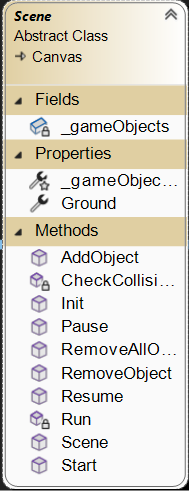 Scene
Abstract Class
Canvas
Fields
_gameObjects
Properties
_gameObjec...
Ground
Methods
AddObject
CheckCollisi...
Init
Pause
RemoveAllO...
RemoveObject
Resume
Run
Scene
Start